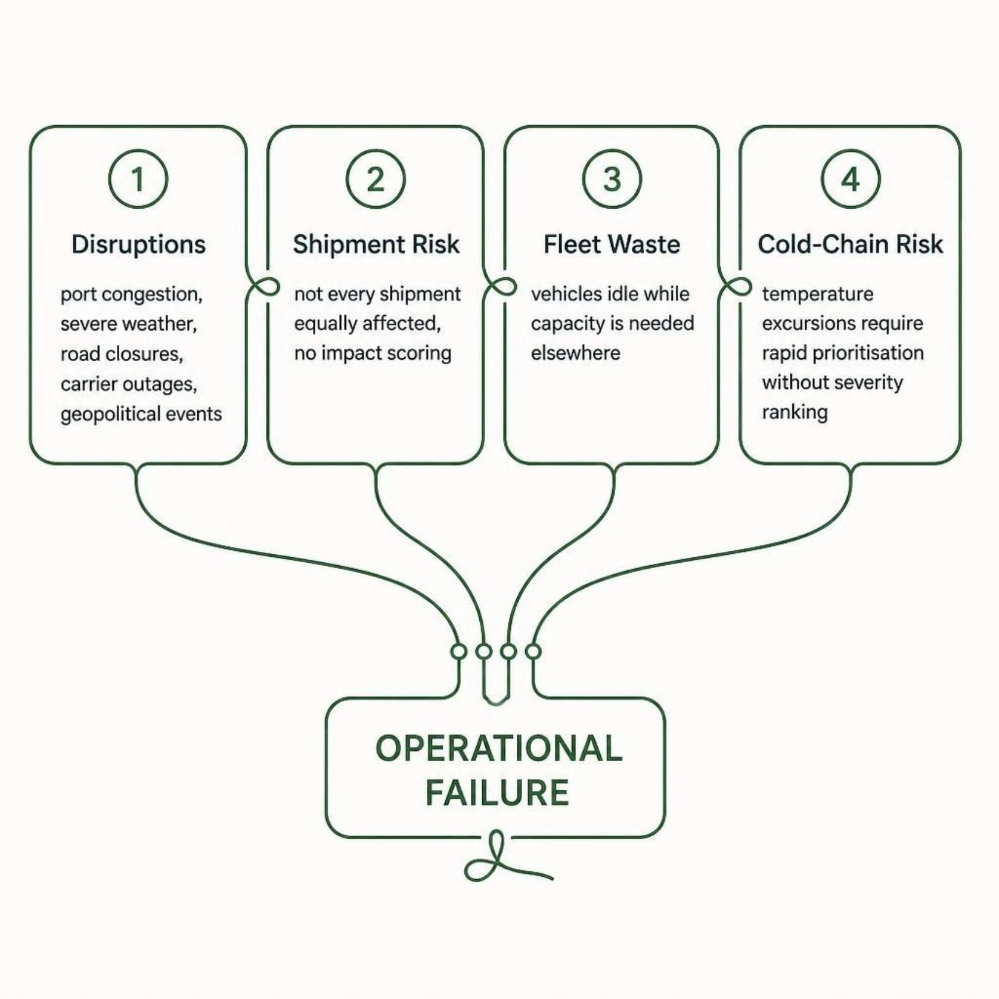 1
Disruptions
port congestion,
severe weather,
road closures,
carrier outages,
geopolitical events
2
Shipment Risk
not every shipment
equally affected,
no impact scoring
3
Fleet Waste
vehicles idle while
capacity is needed
elsewhere
4
Cold-Chain Risk
temperature
excursions require
rapid prioritisation
without severity
ranking
OPERATIONAL
FAILURE